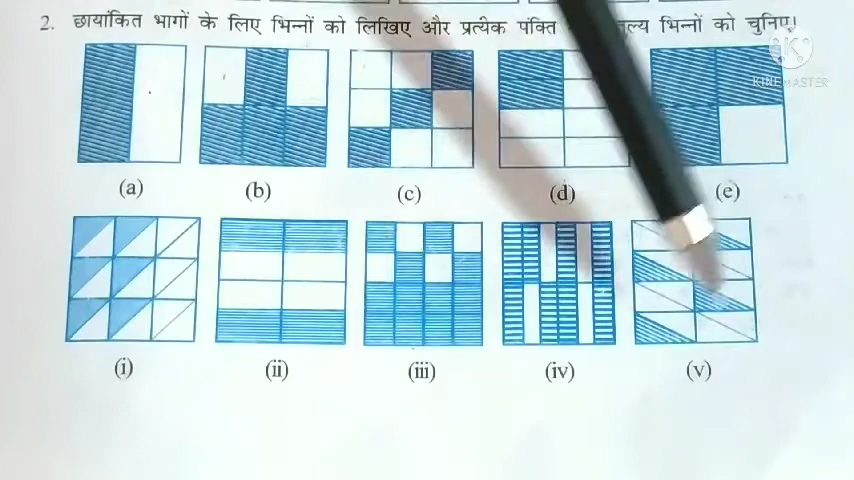 2. छायांकित भागों के लिए भिन्नों को लिखिए और प्रत्येक पंक्ति भिन्नों को चुनिए।
KINEMASTER
(a) (b) (c) (d) (e)
(i) (ii) (iii) (iv) (v)